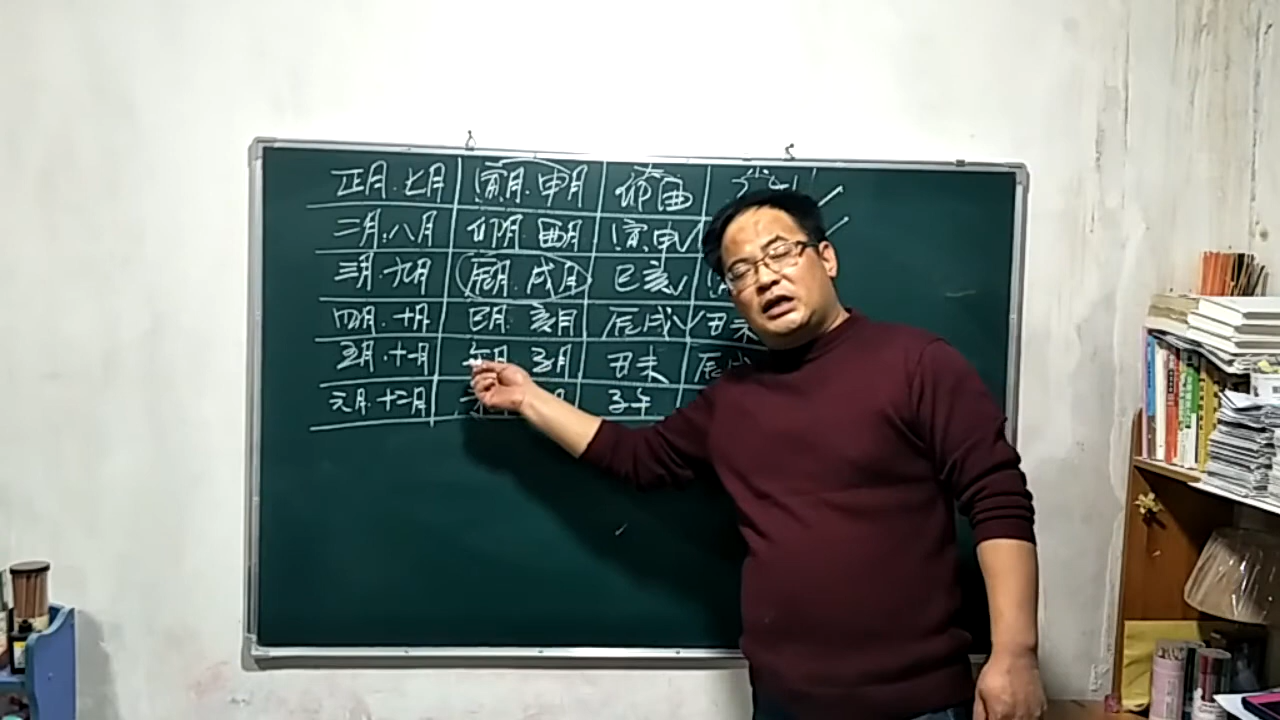 正月.七月 寅月.申月 卯酉
二月.八月 卯月 酉月 寅申√
三月.九月 辰月.戌月 巳亥√
四月.十月 巳月.亥月 辰戌√ 丑未
五月.十一月 午月 子月 丑未 辰
六月.十二月 子午